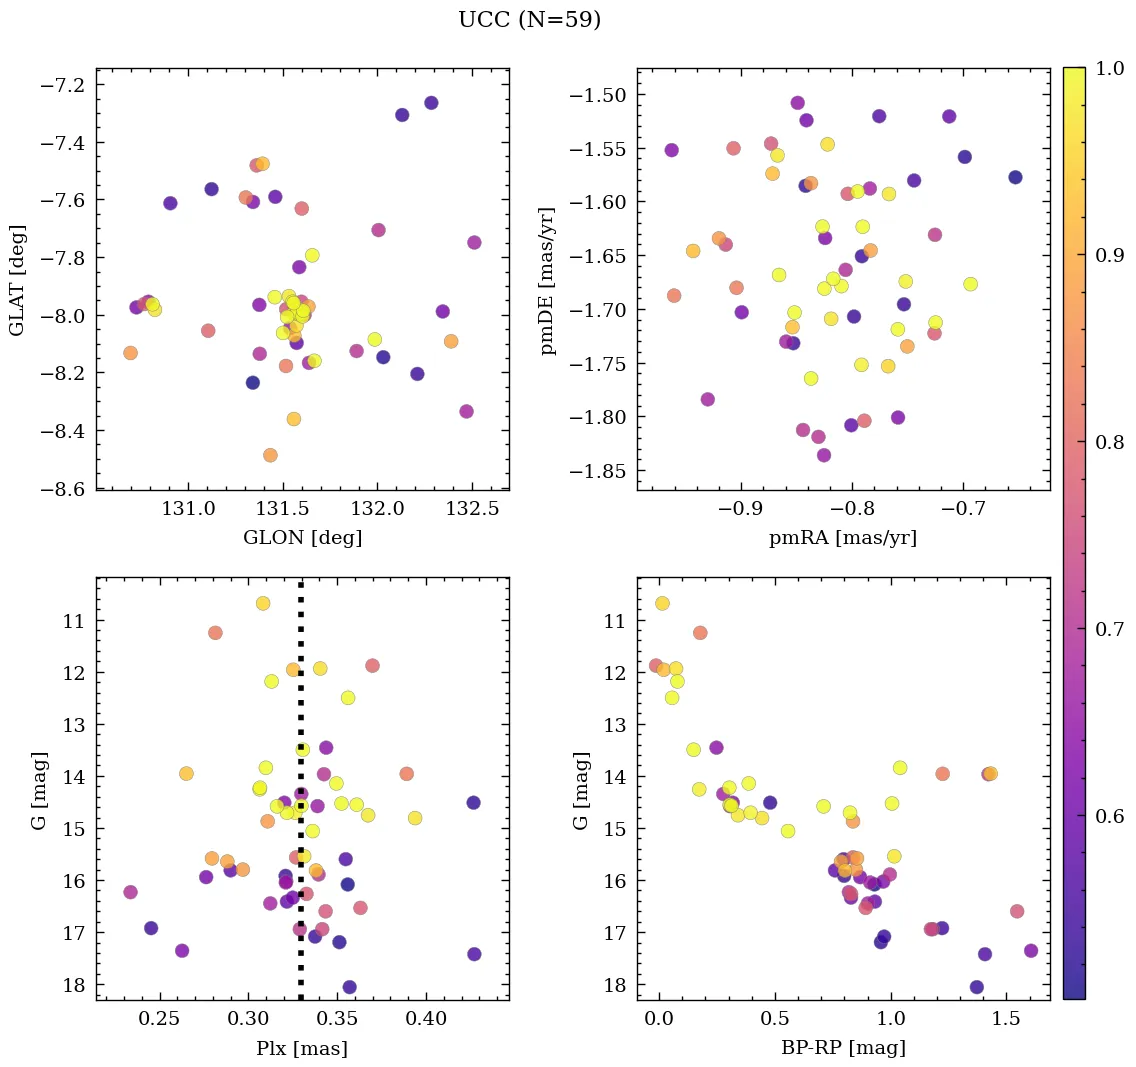 UCC (N=59)
−7.2
−7.4
−7.6
−7.8
−8.0
−8.2
−8.4
−8.6
GLAT [deg]
131.0 131.5 132.0 132.5
GLON [deg]
−1.50
−1.55
−1.60
−1.65
−1.70
−1.75
−1.80
−1.85
pmDE [mas/yr]
−0.9 −0.8 −0.7
pmRA [mas/yr]
11
12
13
14
15
16
17
18
G [mag]
0.25 0.30 0.35 0.40
Plx [mas]
11
12
13
14
15
16
17
18
G [mag]
0.0 0.5 1.0 1.5
BP-RP [mag]
1.0
0.9
0.8
0.7
0.6